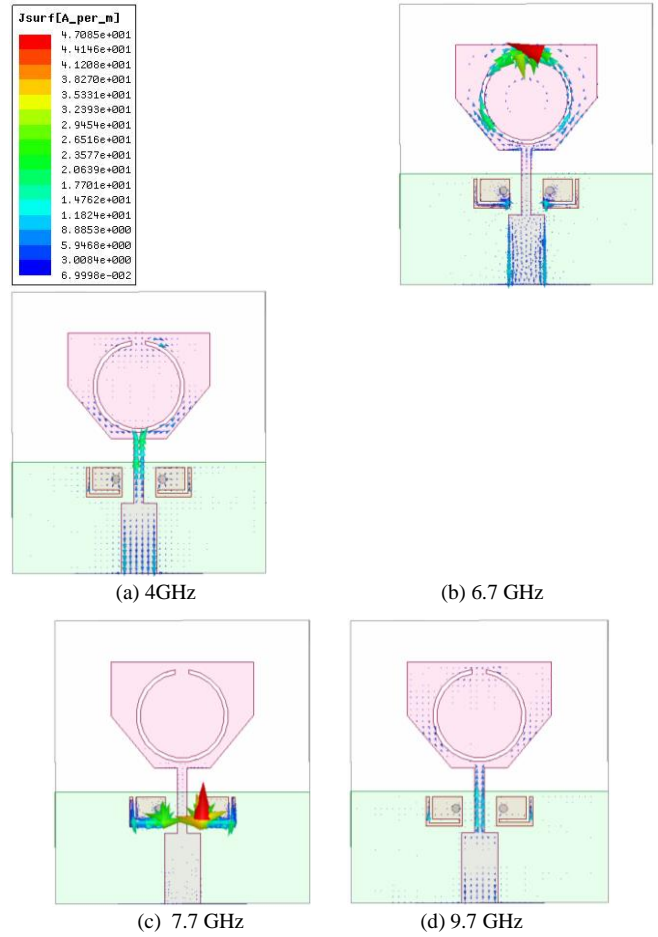 Jsurf[A_per_m]
4.7085e+001
4.4146e+001
4.1208e+001
3.8270e+001
3.5331e+001
3.2393e+001
2.9454e+001
2.6516e+001
2.3577e+001
2.0639e+001
1.7701e+001
1.4762e+001
1.1824e+001
8.8853e+000
5.9468e+000
3.0084e+000
6.9998e-002
(a) 4GHz
(b) 6.7 GHz
(c) 7.7 GHz
(d) 9.7 GHz